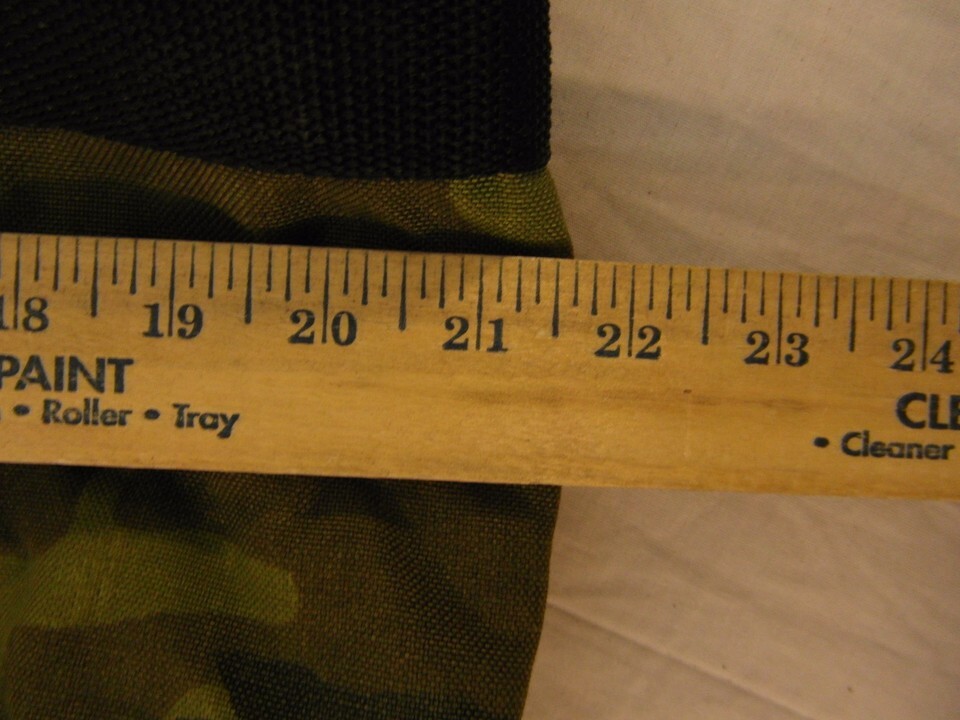 18 19 20 21 22 23 24
PAINT
• Roller • Tray
CLE
• Cleaner